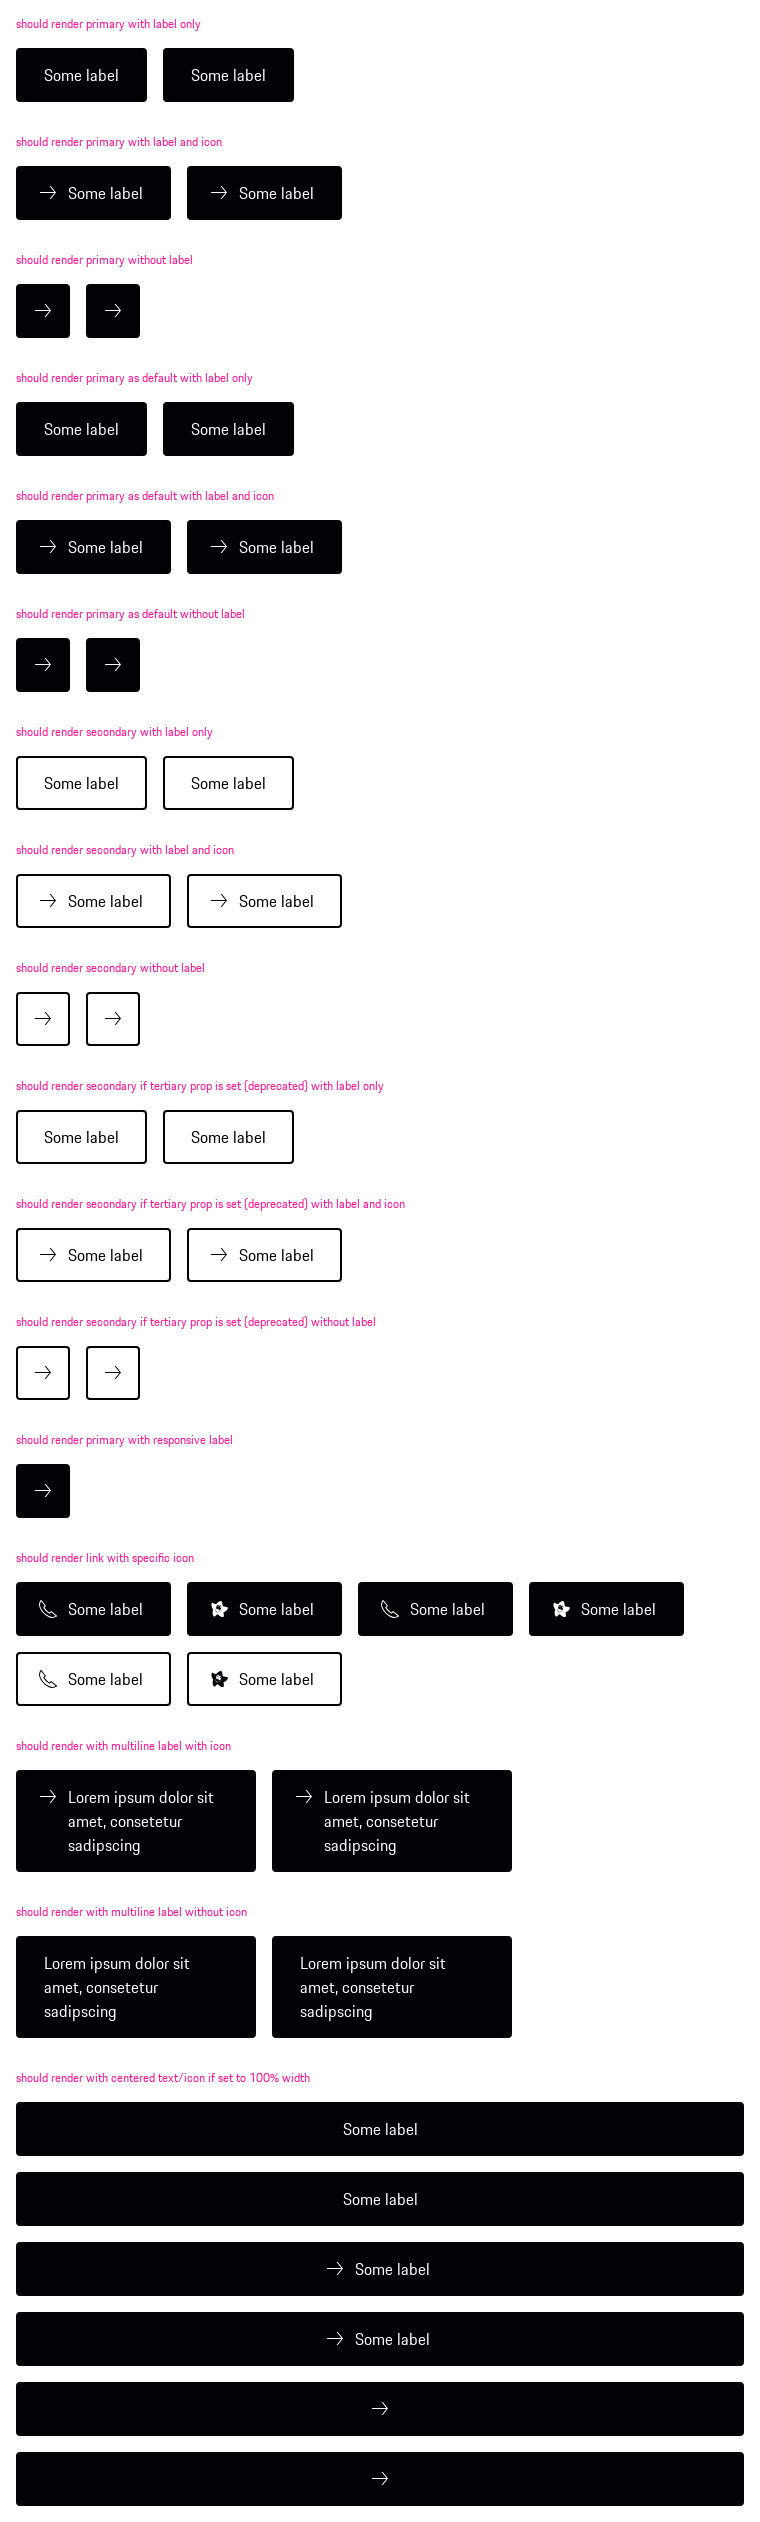 should render primary with label only
Some label Some label
should render primary with label and icon
Some label Some label
should render primary without label
should render primary as default with label only
Some label Some label
should render primary as default with label and icon
Some label Some label
should render primary as default without label
should render secondary with label only
Some label Some label
should render secondary with label and icon
Some label Some label
should render secondary without label
should render secondary if tertiary prop is set (deprecated) with label only
Some label Some label
should render secondary if tertiary prop is set (deprecated) with label and icon
Some label Some label
should render secondary if tertiary prop is set (deprecated) without label
should render primary with responsive label
should render link with specific icon
Some label Some label Some label Some label
Some label Some label
should render with multiline label with icon
Lorem ipsum dolor sit
amet, consetetur
sadipscing
Lorem ipsum dolor sit
amet, consetetur
sadipscing
should render with multiline label without icon
Lorem ipsum dolor sit
amet, consetetur
sadipscing
Lorem ipsum dolor sit
amet, consetetur
sadipscing
should render with centered text/icon if set to 100% width
Some label
Some label
Some label
Some label